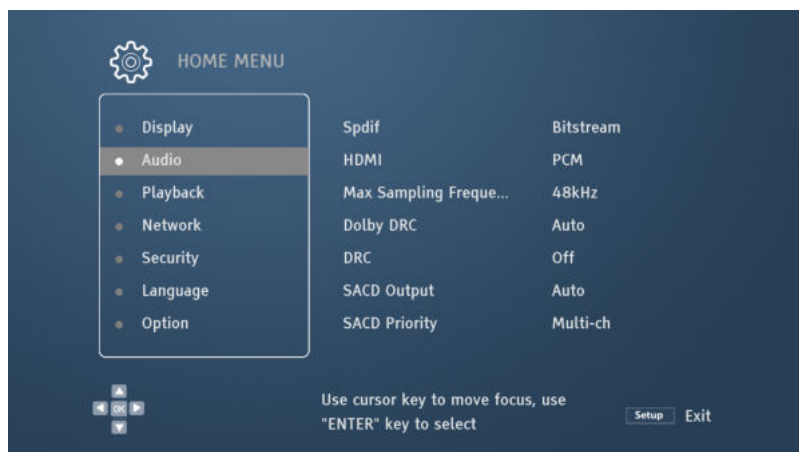 HOME MENU
Display
Audio
Playback
Network
Security
Language
Option
Spdif Bitstream
HDMI PCM
Max Sampling Freque... 48kHz
Dolby DRC Auto
DRC Off
SACD Output Auto
SACD Priority Multi-ch
OK
Use cursor key to move focus, use
"ENTER" key to select
Setup Exit